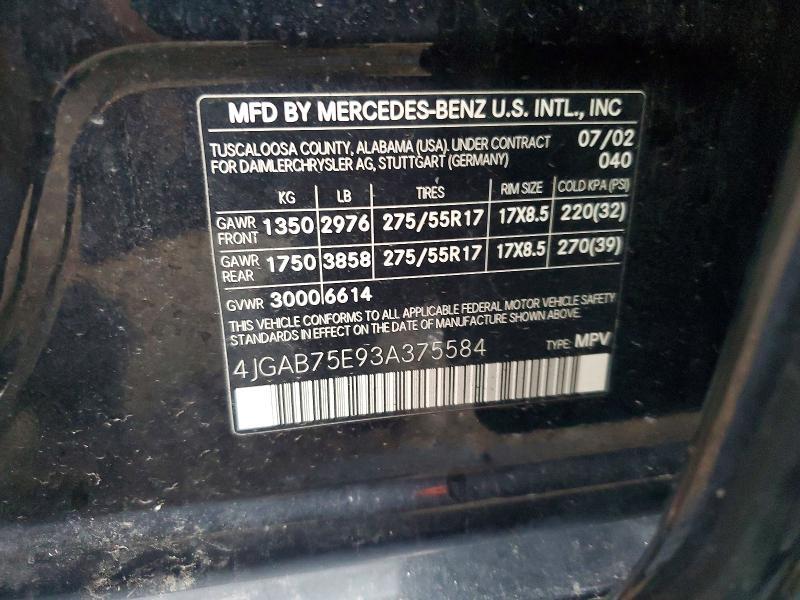 MFD BY MERCEDES-BENZ U.S. INTL., INC
TUSCALOOSA COUNTY, ALABAMA (USA). UNDER CONTRACT 07/02
FOR DAIMLERCHRYSLER AG, STUTTGART (GERMANY) 040
KG LB TIRES RIM SIZE COLD KPA (PSI)
GAWR FRONT 1350 2976 275/55R17 17X8.5 220(32)
GAWR REAR 1750 3858 275/55R17 17X8.5 270(39)
GVWR 3000 6614
THIS VEHICLE CONFORMS TO ALL APPLICABLE FEDERAL MOTOR VEHICLE SAFETY
STANDARDS IN EFFECT ON THE DATE OF MANUFACTURE SHOWN ABOVE.
4JGAB75E93A375584 TYPE: MPV